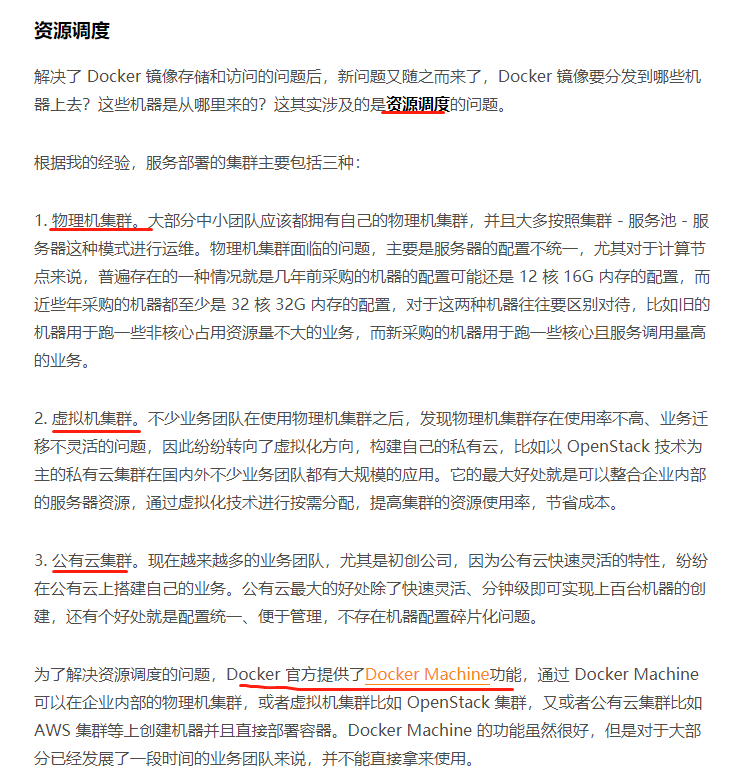 资源调度
解决了 Docker 镜像存储和访问的问题后，新问题又随之而来了，Docker 镜像要分发到哪些机
器上去？这些机器是从哪里来的？这其实涉及的是资源调度的问题。
根据我的经验，服务部署的集群主要包括三种：
1. 物理机集群。大部分中小团队应该都拥有自己的物理机集群，并且大多按照集群 - 服务池 - 服
务器这种模式进行运维。物理机集群面临的问题，主要是服务器的配置不统一，尤其对于计算节
点来说，普遍存在的一种情况就是几年前采购的机器的配置可能还是 12 核 16G 内存的配置，而
近些年采购的机器都至少是 32 核 32G 内存的配置，对于这两种机器往往要区别对待，比如旧的
机器用于跑一些非核心占用资源量不大的业务，而新采购的机器用于跑一些核心且服务调用量高
的业务。
2. 虚拟机集群。不少业务团队在使用物理机集群之后，发现物理机集群存在使用率不高、业务迁
移不灵活的问题，因此纷纷转向了虚拟化方向，构建自己的私有云，比如以 OpenStack 技术为
主的私有云集群在国内外不少业务团队都有大规模的应用。它的最大好处就是可以整合企业内部
的服务器资源，通过虚拟化技术进行按需分配，提高集群的资源使用率，节省成本。
3. 公有云集群。现在越来越多的业务团队，尤其是初创公司，因为公有云快速灵活的特性，纷纷
在公有云上搭建自己的业务。公有云最大的好处除了快速灵活、分钟级即可实现上百台机器的创
建，还有个好处就是配置统一、便于管理，不存在机器配置碎片化问题。
为了解决资源调度的问题，Docker 官方提供了Docker Machine功能，通过 Docker Machine
可以在企业内部的物理机集群，或者虚拟机集群比如 OpenStack 集群，又或者公有云集群比如
AWS 集群等上创建机器并且直接部署容器。Docker Machine 的功能虽然很好，但是对于大部
分已经发展了一段时间的业务团队来说，并不能直接拿来使用。